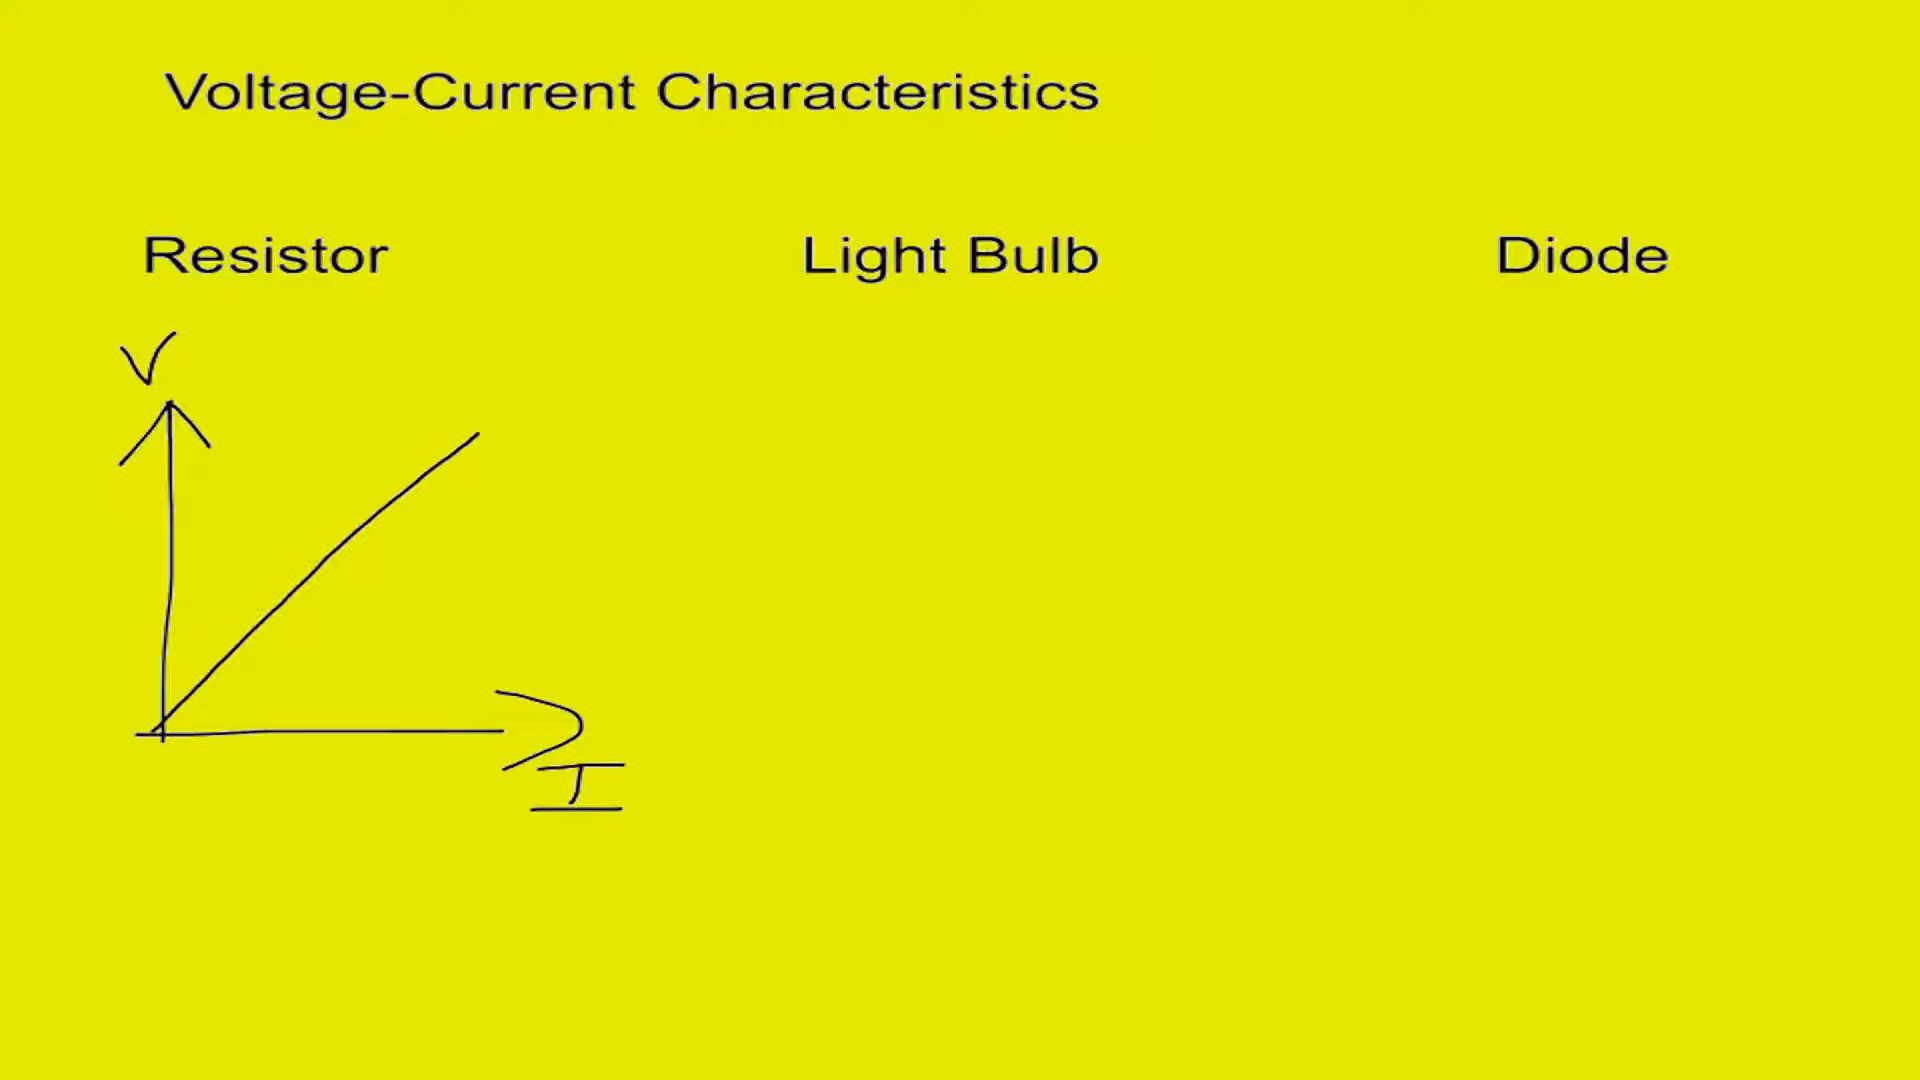 Voltage-Current Characteristics
Resistor Light Bulb Diode
V
I